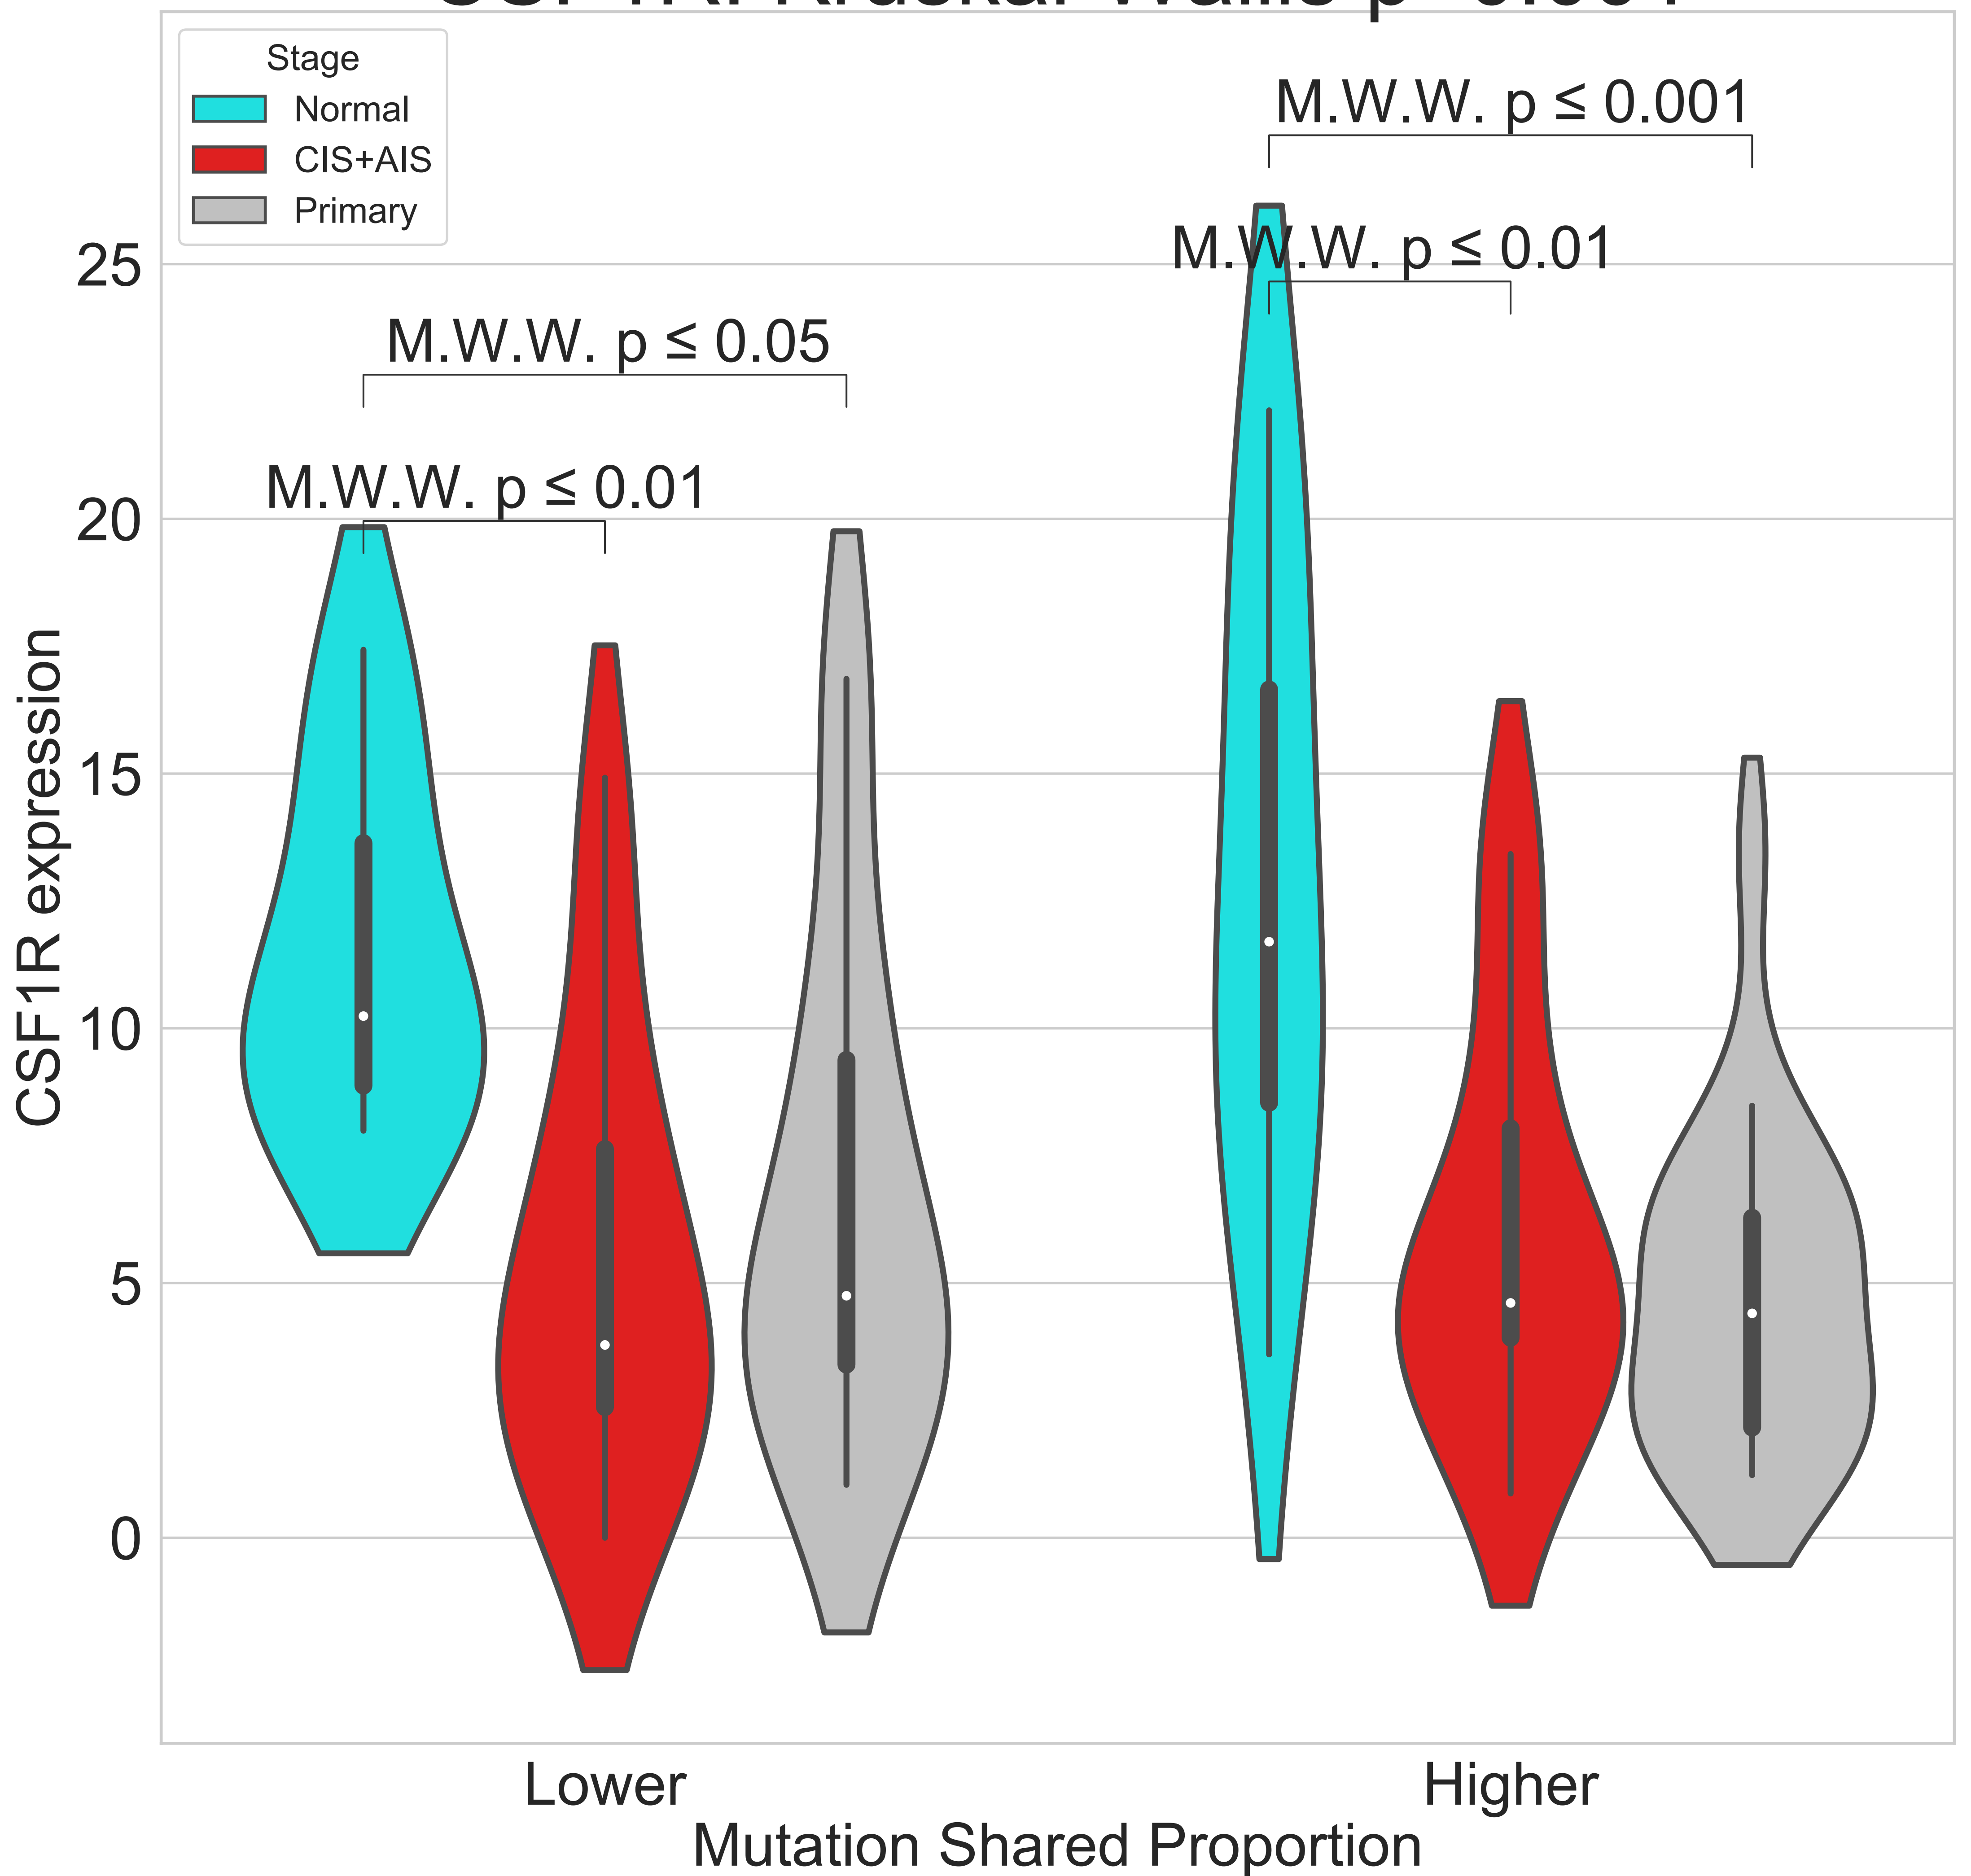 Stage
Normal
CIS+AIS
Primary
M.W.W. p ≤ 0.001
M.W.W. p ≤ 0.01
M.W.W. p ≤ 0.05
M.W.W. p ≤ 0.01
CSF1R expression
25
20
15
10
5
0
Lower
Higher
Mutation Shared Proportion